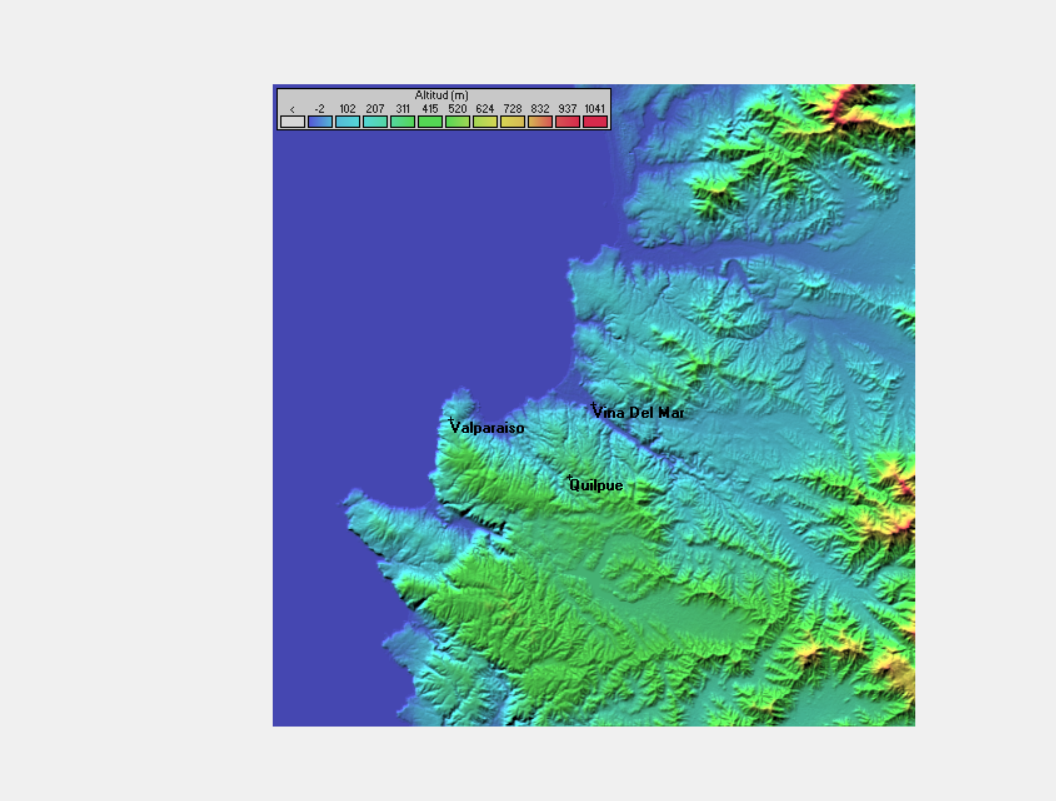 Altitud (m)
< -2 102 207 311 415 520 624 728 832 937 1041
Vina Del Mar
Valparaiso
Quilpue